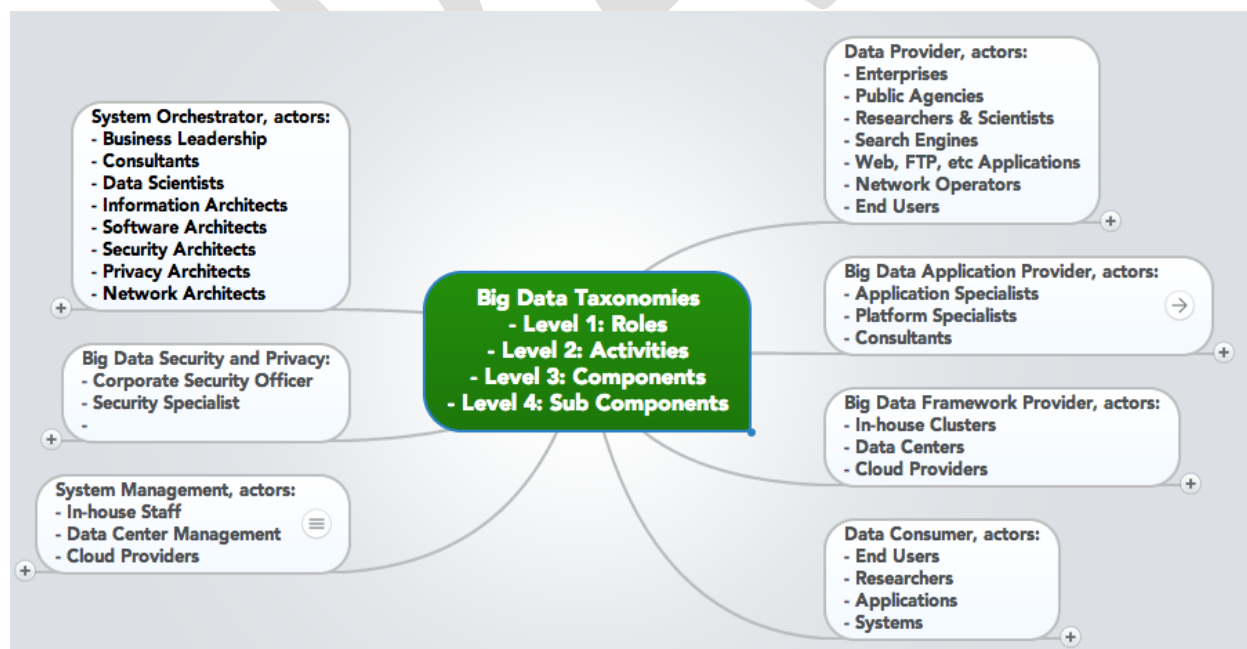 System Orchestrator, actors:
- Business Leadership
- Consultants
- Data Scientists
- Information Architects
- Software Architects
- Security Architects
- Privacy Architects
- Network Architects
Big Data Security and Privacy:
- Corporate Security Officer
- Security Specialist
-
System Management, actors:
- In-house Staff
- Data Center Management
- Cloud Providers
Big Data Taxonomies
- Level 1: Roles
- Level 2: Activities
- Level 3: Components
- Level 4: Sub Components
Data Provider, actors:
- Enterprises
- Public Agencies
- Researchers & Scientists
- Search Engines
- Web, FTP, etc Applications
- Network Operators
- End Users
Big Data Application Provider, actors:
- Application Specialists
- Platform Specialists
- Consultants
Big Data Framework Provider, actors:
- In-house Clusters
- Data Centers
- Cloud Providers
Data Consumer, actors:
- End Users
- Researchers
- Applications
- Systems